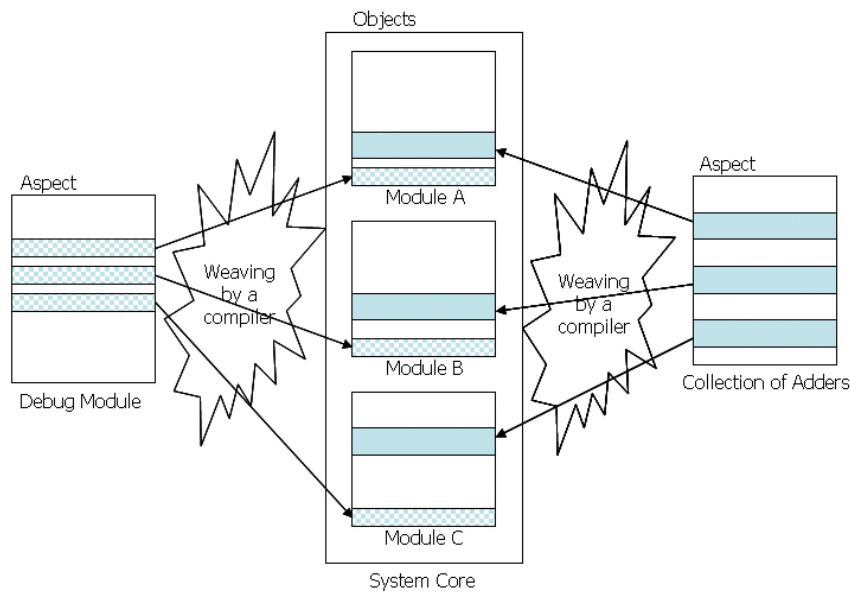 Objects
Aspect
Aspect
Module A
Weaving
by a
compiler
Weaving
by a
compiler
Module B
Debug Module
Collection of Adders
Module C
System Core